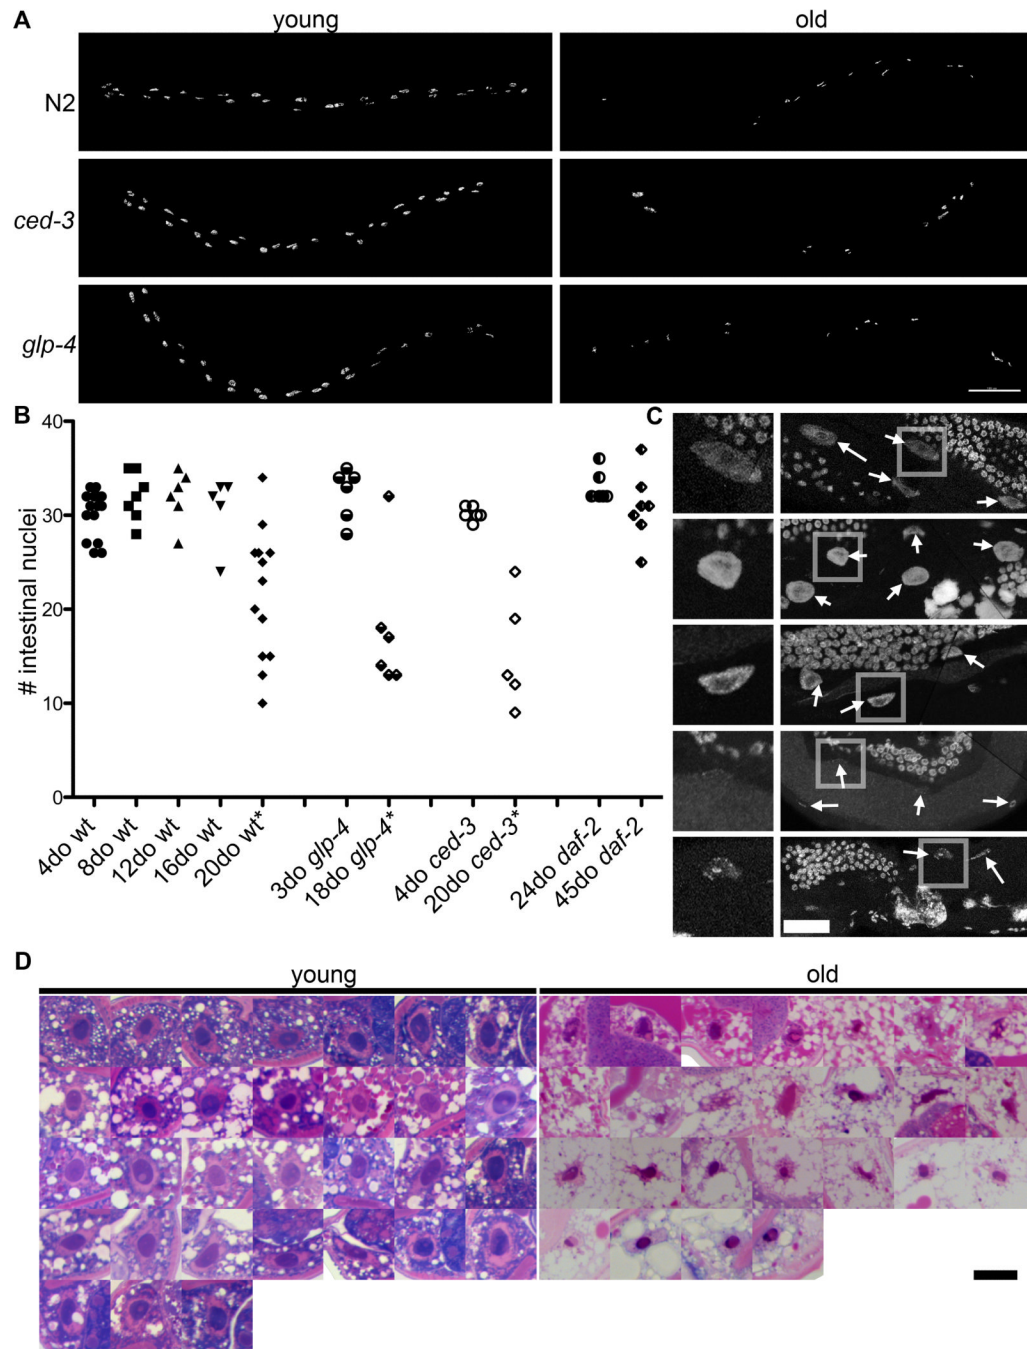 A
young
old
N2
ced-3
glp-4
B
C
40
30
20
10
0
# intestinal nuclei
4do wt
8do wt
12do wt
16do wt
20do wt*
3do glp-4
18do glp-4*
4do ced-3
20do ced-3*
24do daf-2
45do daf-2
D
young
old